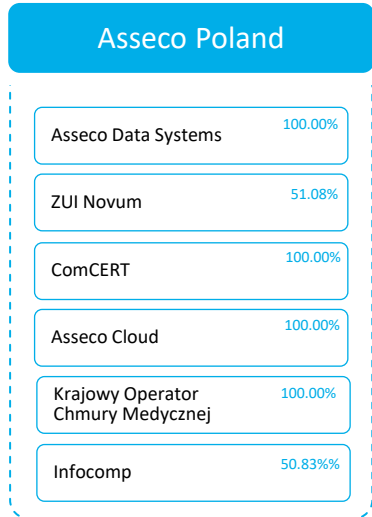 Asseco Poland
Asseco Data Systems 100.00%
ZUI Novum 51.08%
ComCERT 100.00%
Asseco Cloud 100.00%
Krajowy Operator 100.00%
Chmury Medycznej
Infocomp 50.83%%